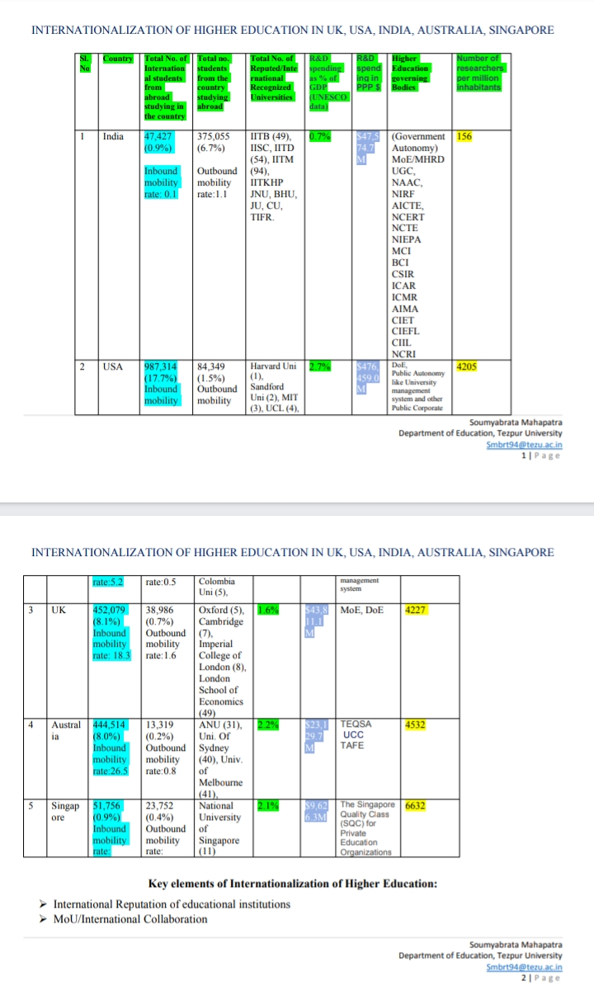 INTERNATIONALIZATION OF HIGHER EDUCATION IN UK, USA, INDIA, AUSTRALIA, SINGAPORE
Sl.
No
Country
Total No. of
Internation
al students
from
abroad
studying in
the country
Total no.
students
from the
country
studying
abroad
Total No. of
Reputed/Inte
rnational
Recognized
Universities
R&D
spending
as % of
GDP
(UNESCO
data)
R&D
spend
ing in
PPP $
Higher
Education
governing
Bodies
Number of
researchers
per million
inhabitants
1
India
47,427
(0.9%)
Inbound
mobility
rate: 0.1
375,055
(6.7%)
Outbound
mobility
rate:1.1
IITB (49),
IISC, IITD
(54), IITM
(94),
IITKHP
JNU, BHU,
JU, CU,
TIFR.
0.7%
$47,5
74.7
M
(Government
Autonomy)
MoE/MHRD
UGC,
NAAC,
NIRF
AICTE,
NCERT
NCTE
NIEPA
MCI
BCI
CSIR
ICAR
ICMR
AIMA
CIET
CIEFL
CIIL
NCRI
156
2
USA
987,314
(17.7%)
Inbound
mobility
84,349
(1.5%)
Outbound
mobility
Harvard Uni
(1),
Sandford
Uni (2), MIT
(3), UCL (4),
2.7%
$476,
459.0
M
DoE,
Public Autonomy
like University
management
system and other
Public Corporate
4205
Soumyabrata Mahapatra
Department of Education, Tezpur University
Smbrt94@tezu.ac.in
1 | Page
INTERNATIONALIZATION OF HIGHER EDUCATION IN UK, USA, INDIA, AUSTRALIA, SINGAPORE
rate:5.2
rate:0.5
Colombia
Uni (5),
management
system
3
UK
452,079
(8.1%)
Inbound
mobility
rate: 18.3
38,986
(0.7%)
Outbound
mobility
rate:1.6
Oxford (5),
Cambridge
(7),
Imperial
College of
London (8),
London
School of
Economics
(49)
1.6%
$43,8
11.1
M
MoE, DoE
4227
4
Austral
ia
444,514
(8.0%)
Inbound
mobility
rate:26.5
13,319
(0.2%)
Outbound
mobility
rate:0.8
ANU (31),
Uni. Of
Sydney
(40), Univ.
of
Melbourne
(41),
2.2%
$23,1
29.7
M
TEQSA
UCC
TAFE
4532
5
Singap
ore
51,756
(0.9%)
Inbound
mobility
rate:
23,752
(0.4%)
Outbound
mobility
rate:
National
University
of
Singapore
(11)
2.1%
$9,62
6.3M
The Singapore
Quality Class
(SQC) for
Private
Education
Organizations
6632
Key elements of Internationalization of Higher Education:
➢ International Reputation of educational institutions
➢ MoU/International Collaboration
Soumyabrata Mahapatra
Department of Education, Tezpur University
Smbrt94@tezu.ac.in
2 | Page